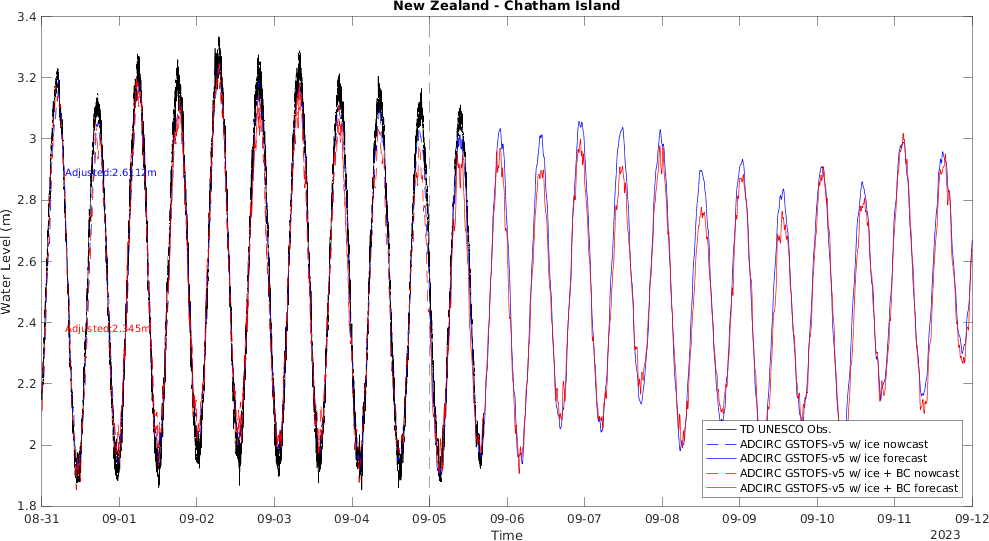 New Zealand - Chatham Island
3.4
3.2
3
2.8
2.6
2.4
2.2
2
1.8
Water Level (m)
Adjusted:2.6112m
Adjusted:2.345m
TD UNESCO Obs.
ADCIRC GSTOFS-v5 w/ ice nowcast
ADCIRC GSTOFS-v5 w/ ice forecast
ADCIRC GSTOFS-v5 w/ ice + BC nowcast
ADCIRC GSTOFS-v5 w/ ice + BC forecast
08-31 09-01 09-02 09-03 09-04 09-05 09-06 09-07 09-08 09-09 09-10 09-11 09-12
Time
2023